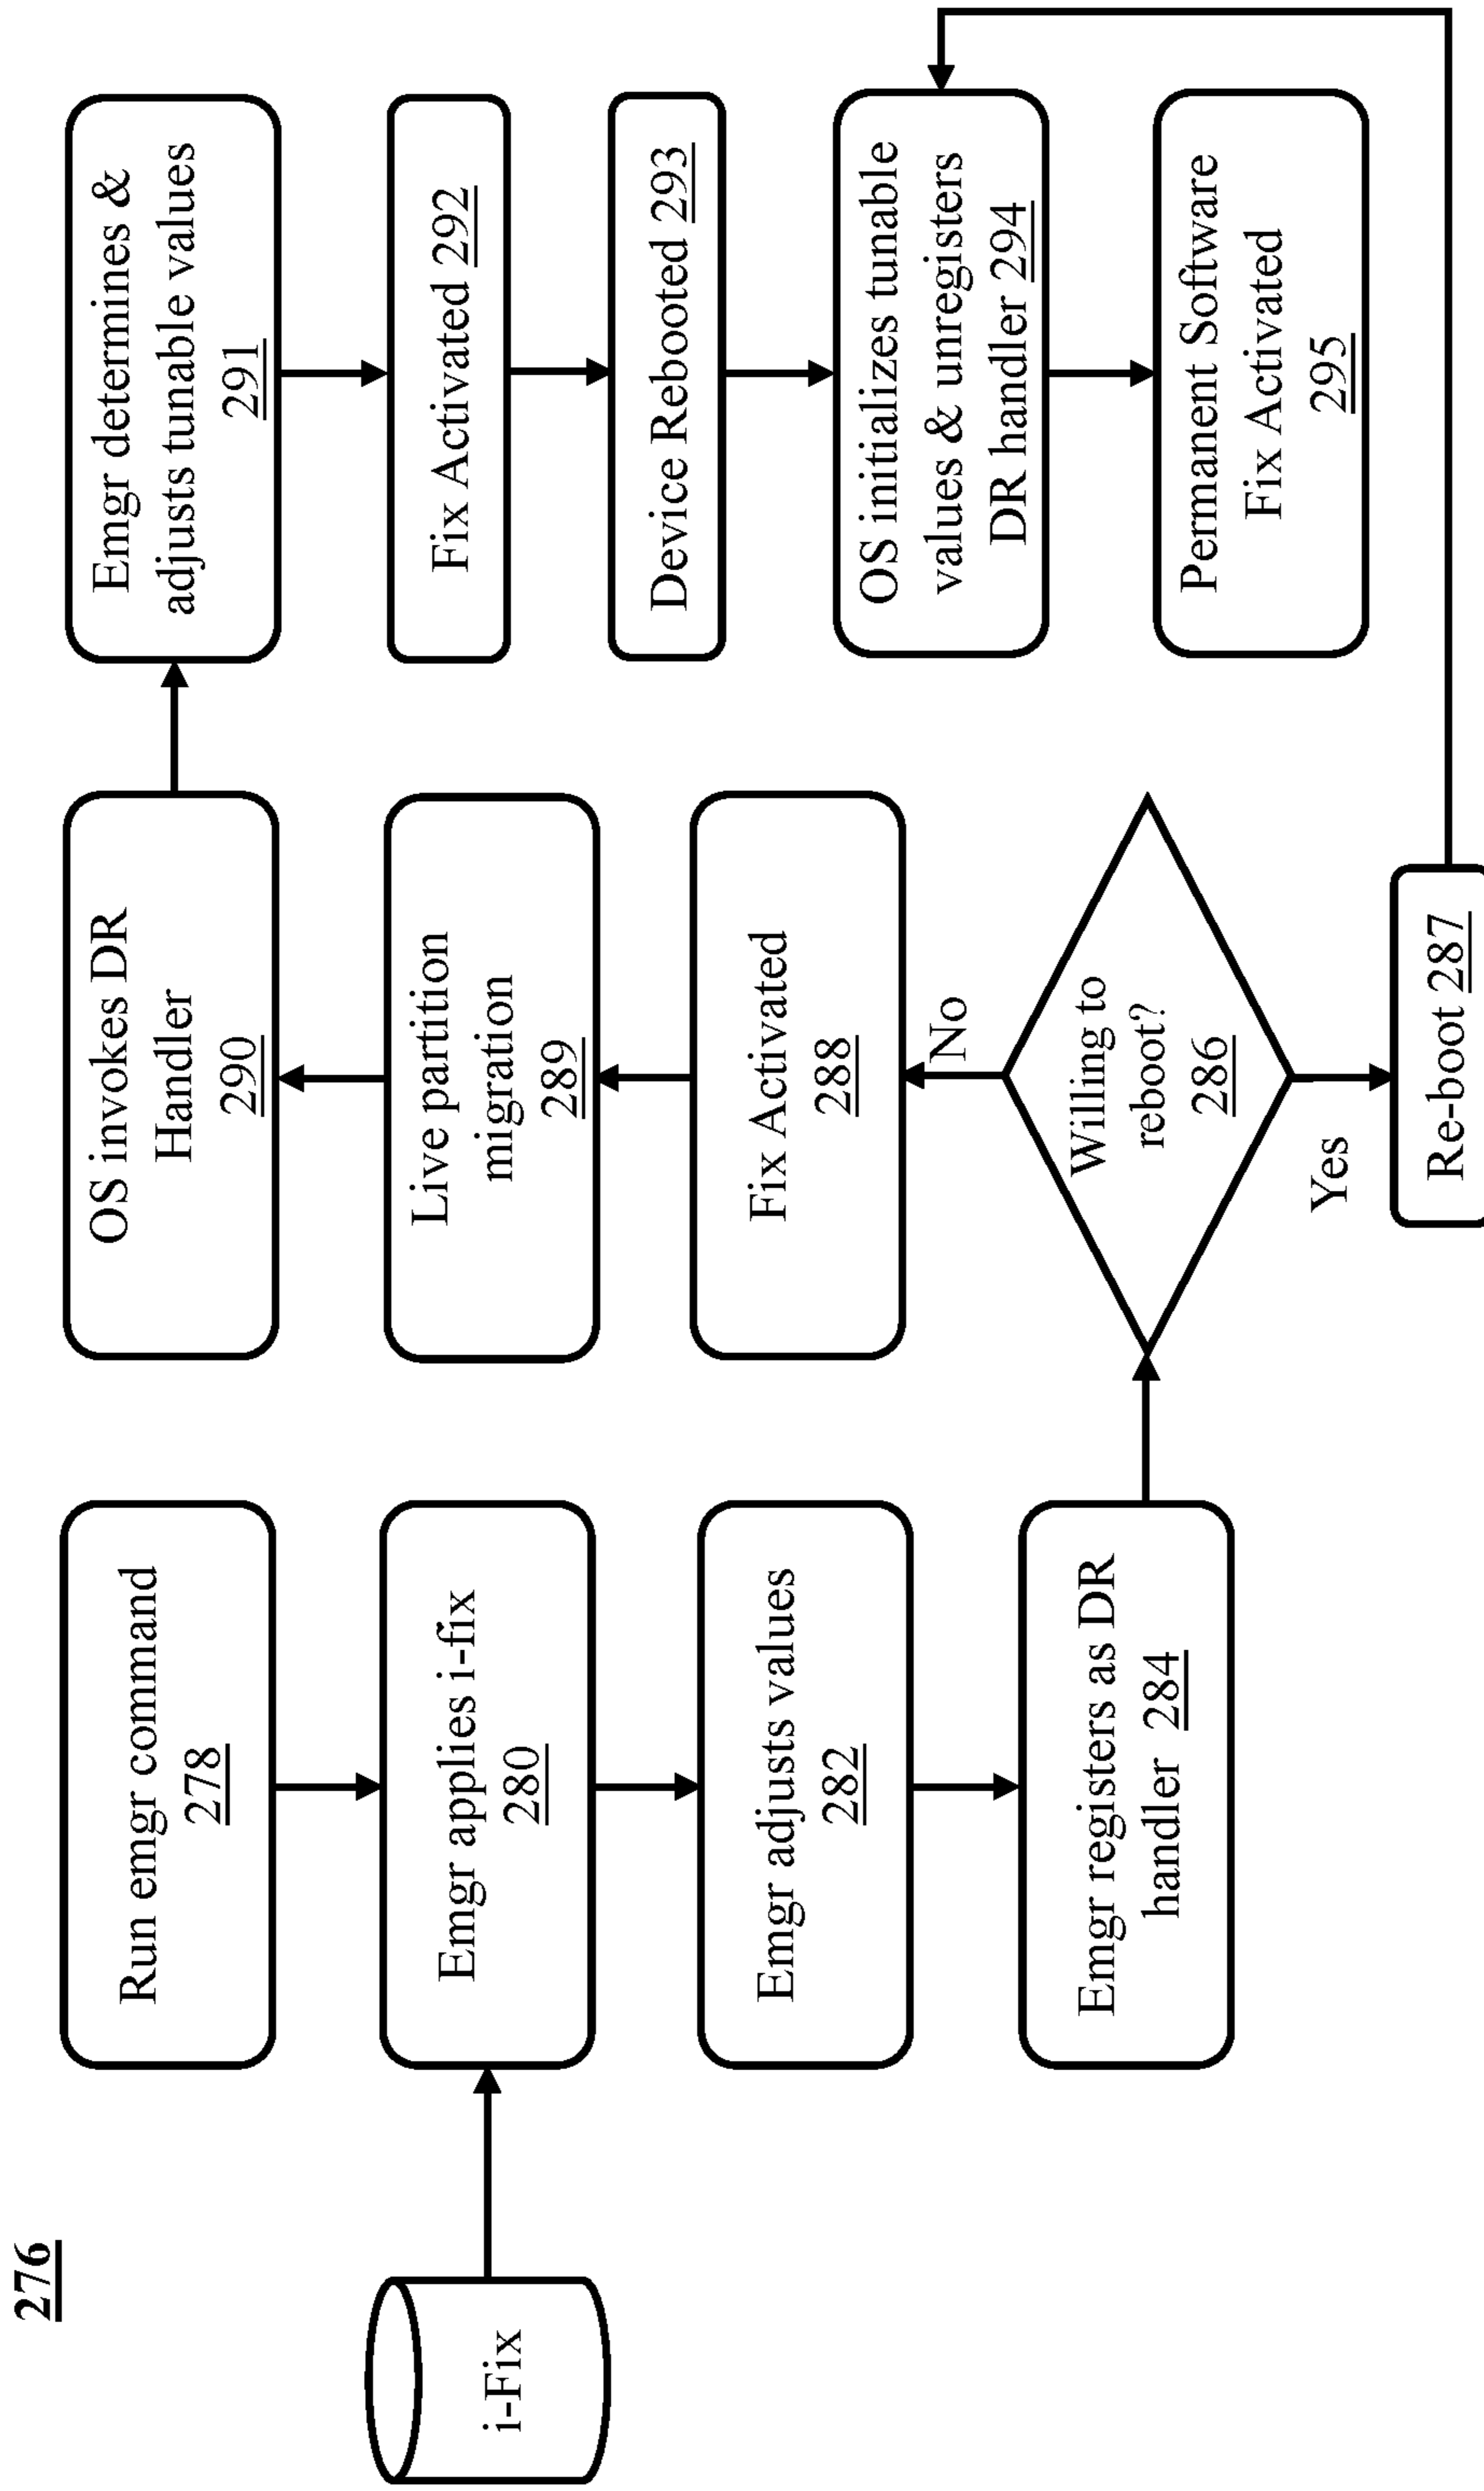 276
i-Fix
Run emgr command
278
Emgr applies i-fix
280
Emgr adjusts values
282
Emgr registers as DR
handler 284
Willing to
reboot?
286
Yes
Re-boot 287
No
Fix Activated
288
Live partition
migration
289
OS invokes DR
Handler
290
Emgr determines &
adjusts tunable values
291
Fix Activated 292
Device Rebooted 293
OS initializes tunable
values & unregisters
DR handler 294
Permanent Software
Fix Activated
295